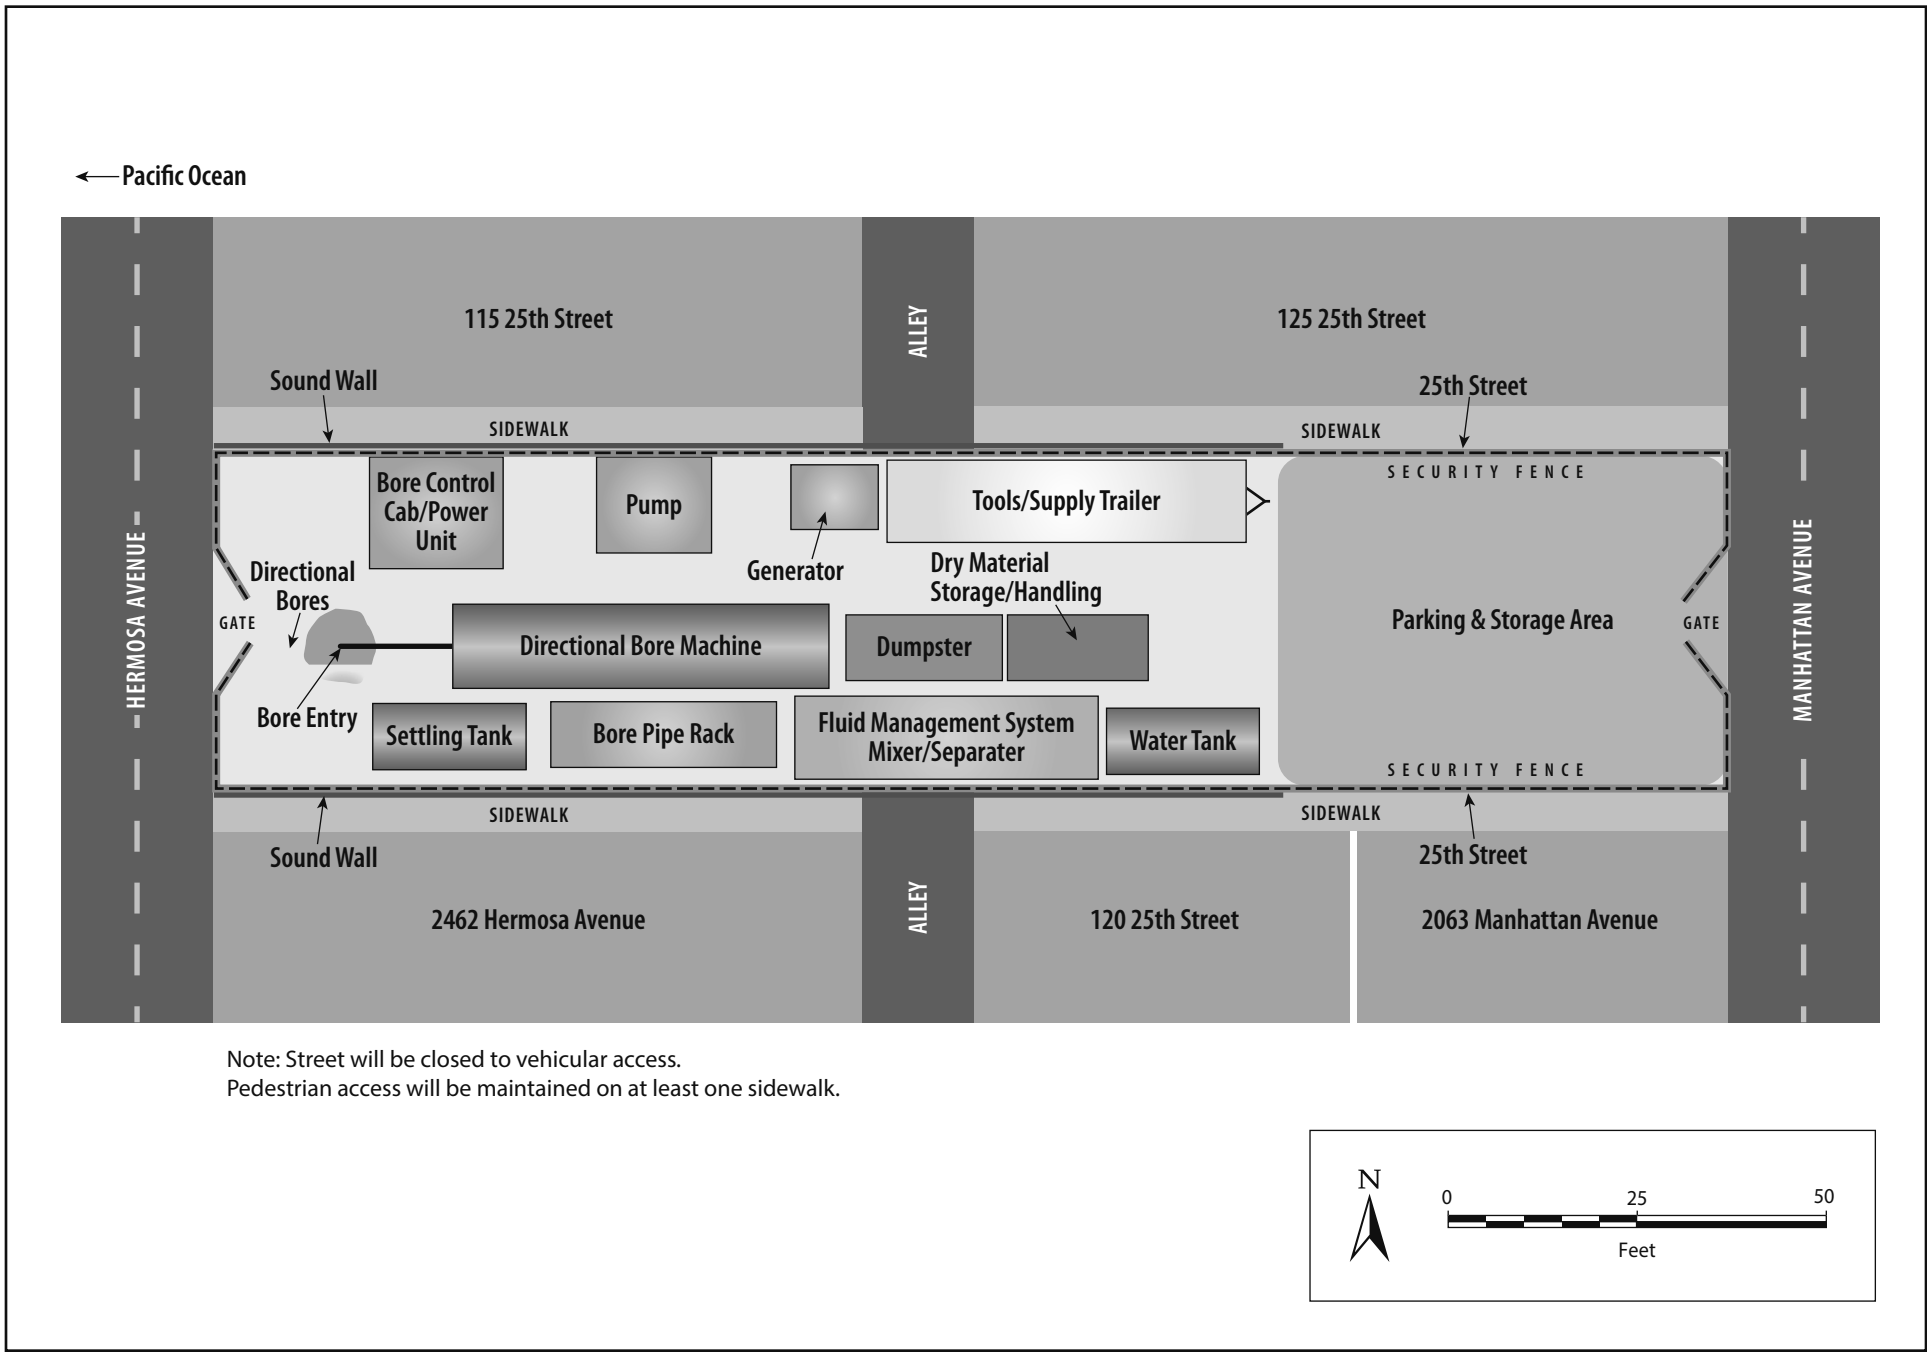 Pacific Ocean
115 25th Street
ALLEY
125 25th Street
Sound Wall
25th Street
SIDEWALK
SIDEWALK
SECURITY FENCE
Bore Control
Cab/Power
Unit
Pump
Tools/Supply Trailer
Generator
Dry Material
Storage/Handling
Directional
Bores
HERMOSA AVENUE
GATE
Directional Bore Machine
Dumpster
Parking & Storage Area
GATE
MANHATTAN AVENUE
Bore Entry
Settling Tank
Bore Pipe Rack
Fluid Management System
Mixer/Separater
Water Tank
SECURITY FENCE
SIDEWALK
SIDEWALK
Sound Wall
25th Street
2462 Hermosa Avenue
ALLEY
120 25th Street
2063 Manhattan Avenue
Note: Street will be closed to vehicular access.
Pedestrian access will be maintained on at least one sidewalk.
N
0 25 50
Feet